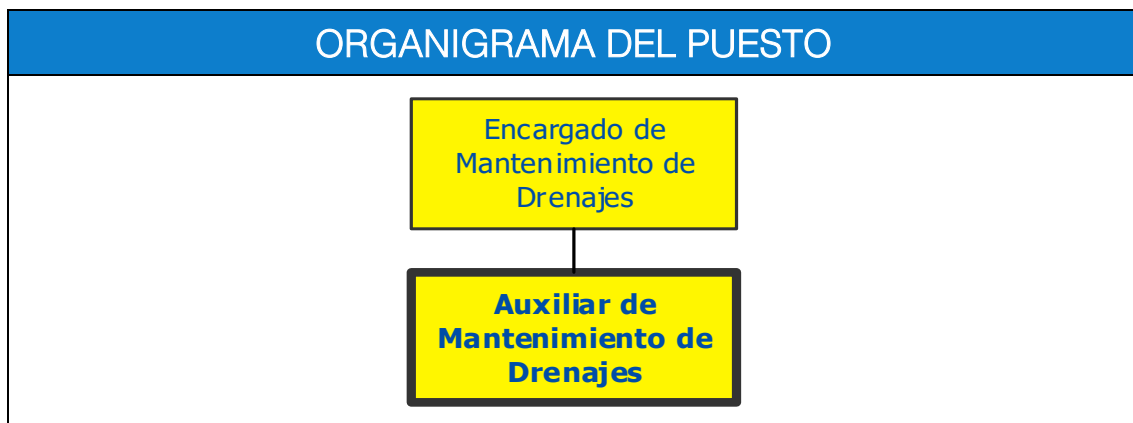 ORGANIGRAMA DEL PUESTO
Encargado de
Mantenimiento de
Drenajes
Auxiliar de
Mantenimiento de
Drenajes